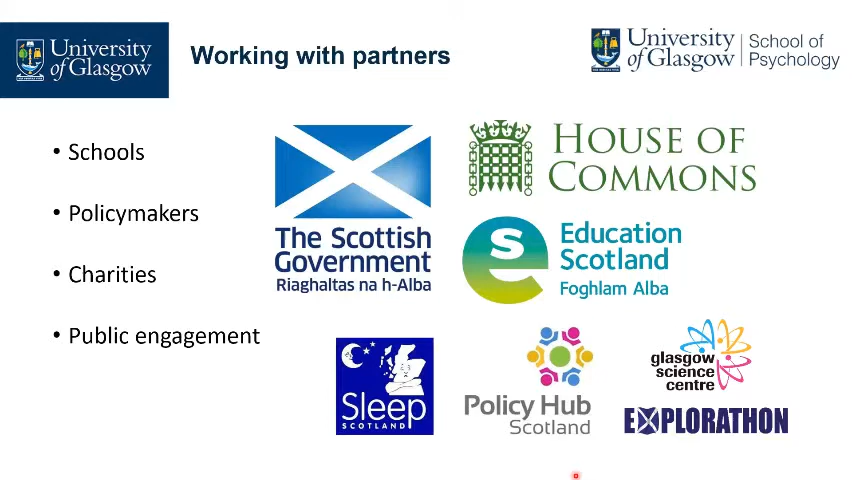 University
of Glasgow
Working with partners
University
of Glasgow
School of
Psychology
• Schools
• Policymakers
• Charities
• Public engagement
The Scottish
Government
Riaghaltas na h-Alba
HOUSE OF
COMMONS
es
Education
Scotland
Foghlam Alba
Sleep
SCOTLAND
Policy Hub
Scotland
glasgow
science
centre
EXPLORATHON